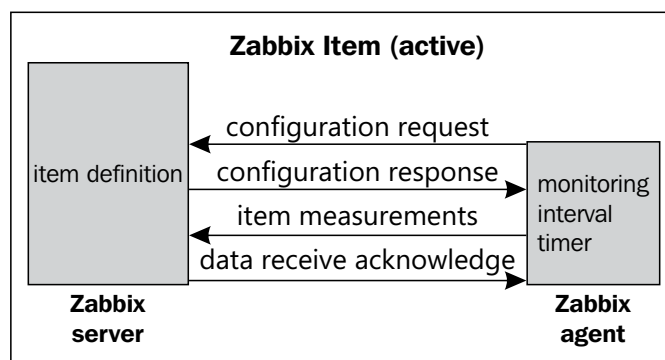 Zabbix Item (active)
configuration request
item definition
configuration response
monitoring
interval
timer
item measurements
data receive acknowledge
Zabbix
server
Zabbix
agent